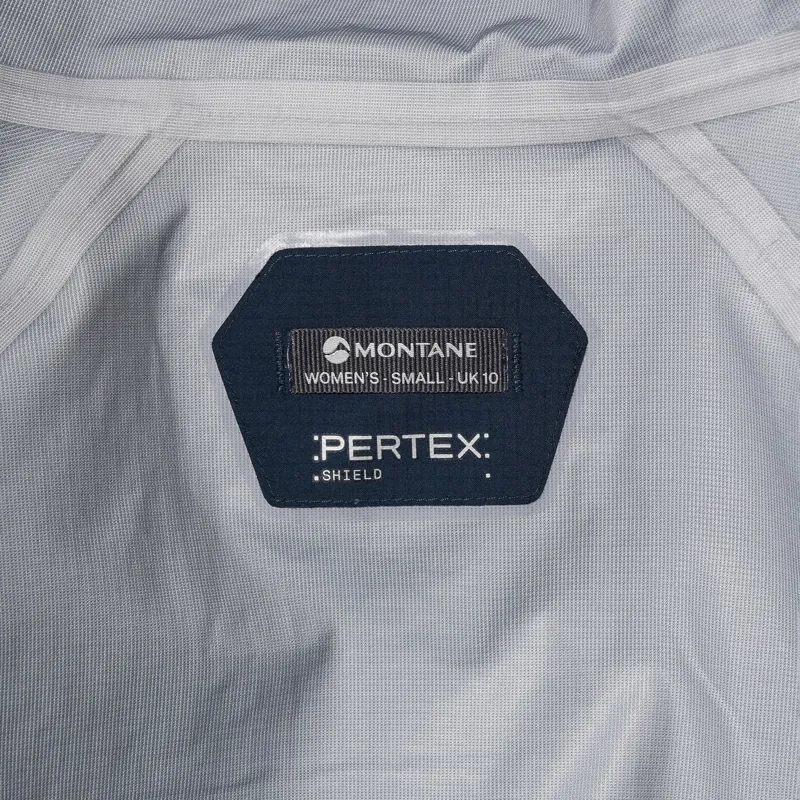 MONTANE
WOMEN'S - SMALL - UK 10
PERTEX
SHIELD